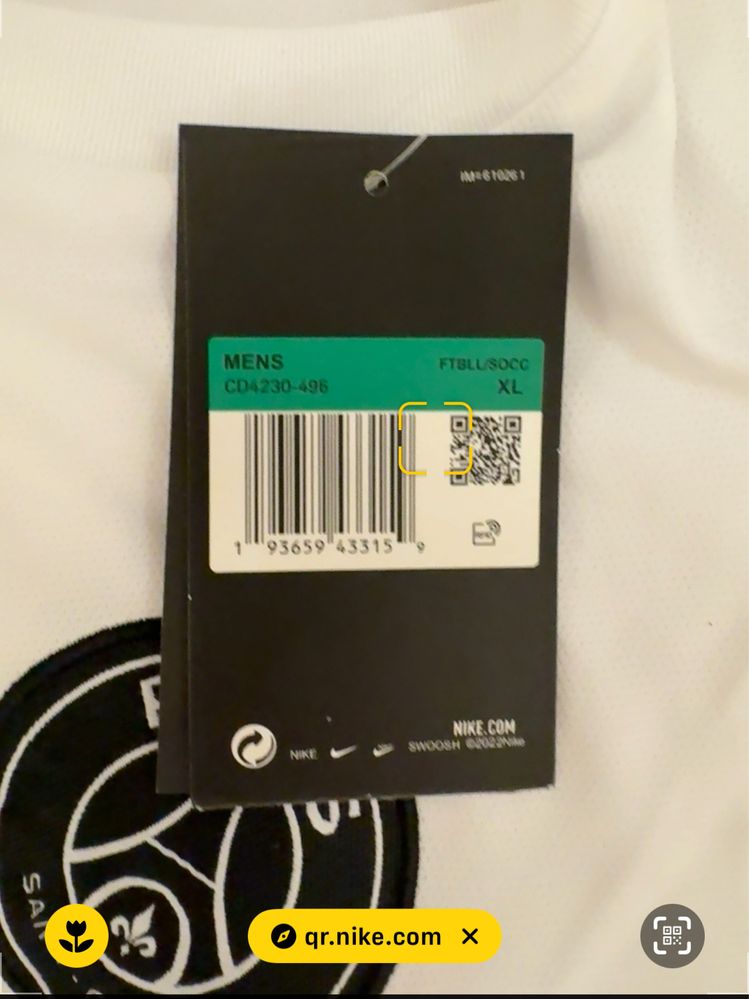 IM=610261
MENS
FTBLL/SOCC
CD4230-496
XL
1 93659 43315 9
NIKE.COM
NIKE
SWOOSH ©2022Nike
qr.nike.com